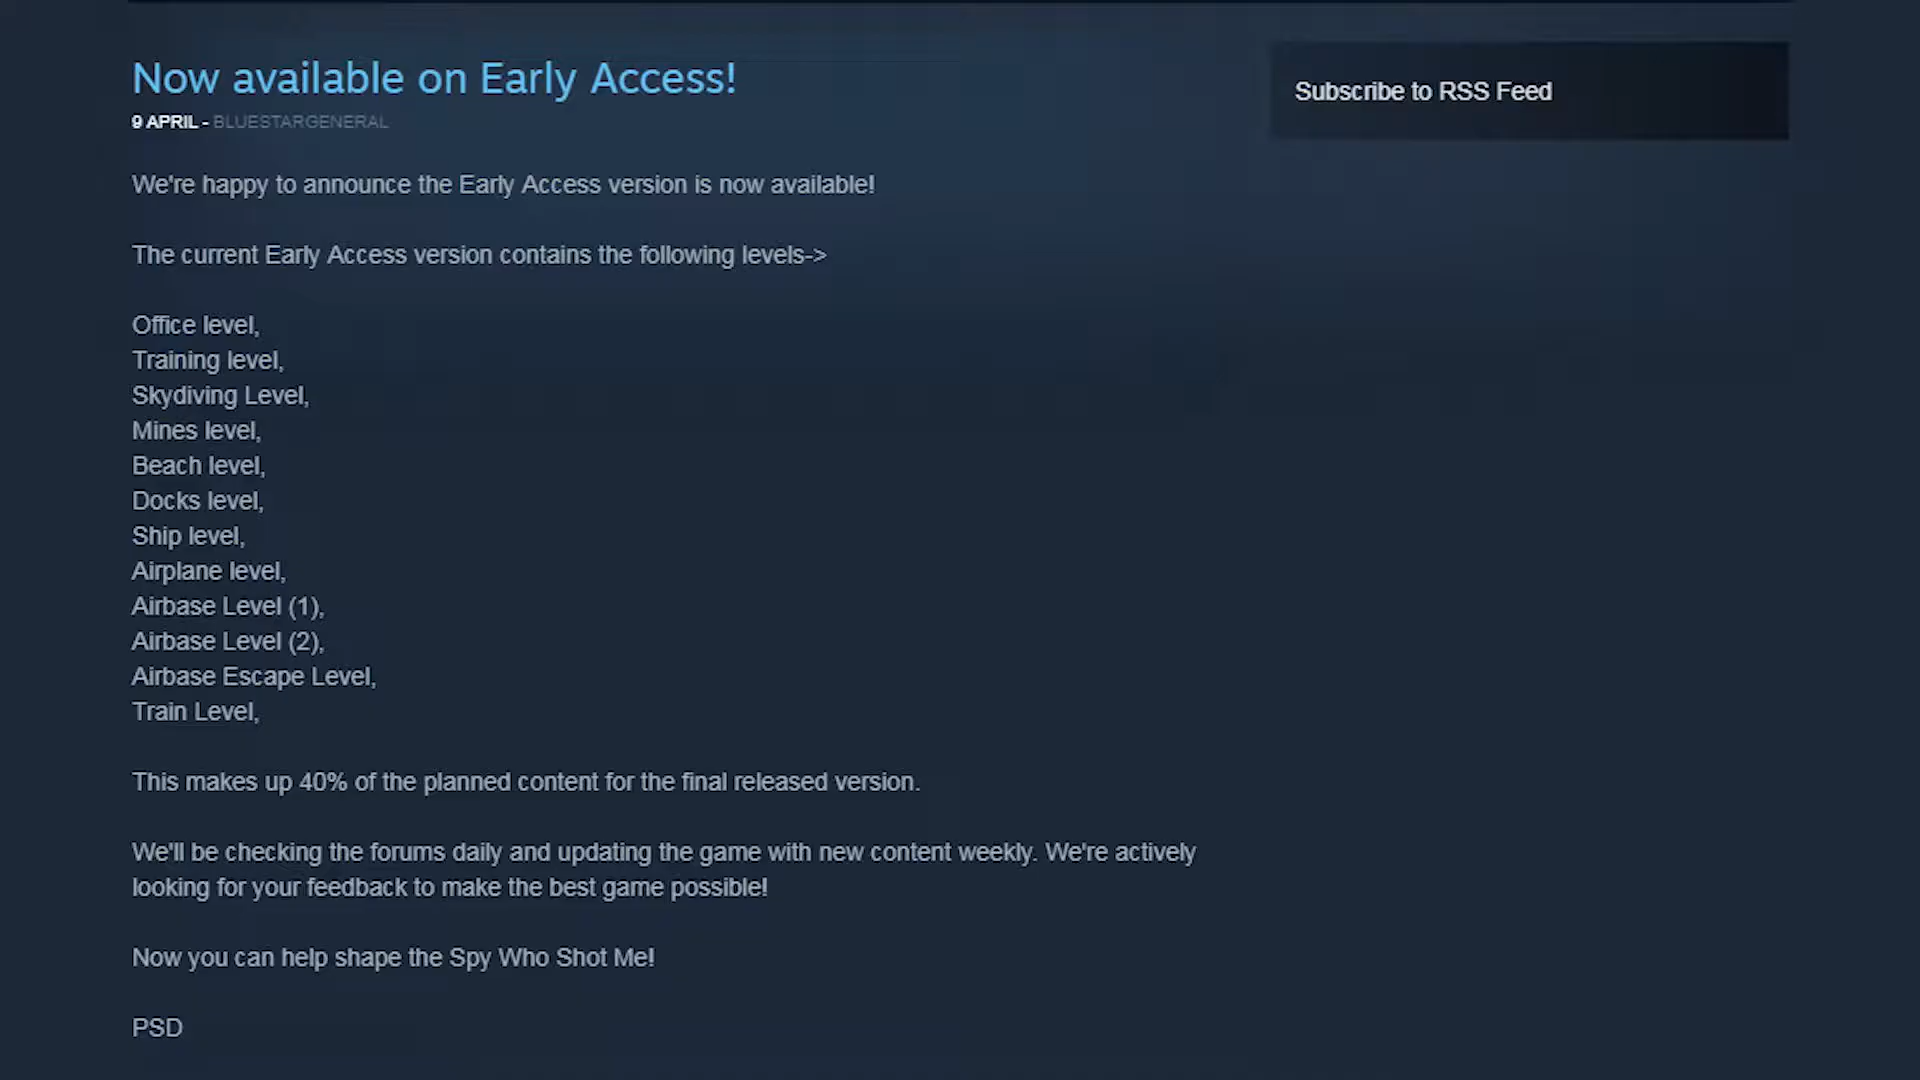 Now available on Early Access!
9 APRIL - BLUESTARGENERAL
Subscribe to RSS Feed
We're happy to announce the Early Access version is now available!
The current Early Access version contains the following levels->
Office level,
Training level,
Skydiving Level,
Mines level,
Beach level,
Docks level,
Ship level,
Airplane level,
Airbase Level (1),
Airbase Level (2),
Airbase Escape Level,
Train Level,
This makes up 40% of the planned content for the final released version.
We'll be checking the forums daily and updating the game with new content weekly. We're actively
looking for your feedback to make the best game possible!
Now you can help shape the Spy Who Shot Me!
PSD